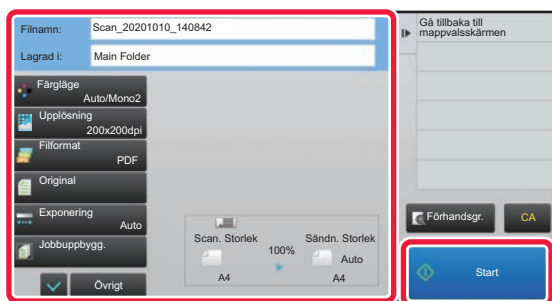 Filnamn: Scan_20201010_140842
Lagrad i: Main Folder
Färgläge
Auto/Mono2
Upplösning
200x200dpi
Filformat
PDF
Original
Exponering
Auto
Jobbuppbygg.
Övrigt
Scan. Storlek
100%
Sändn. Storlek
Auto
A4
A4
Gå tillbaka till
mappvalsskärmen
Förhandsgr.
CA
Start